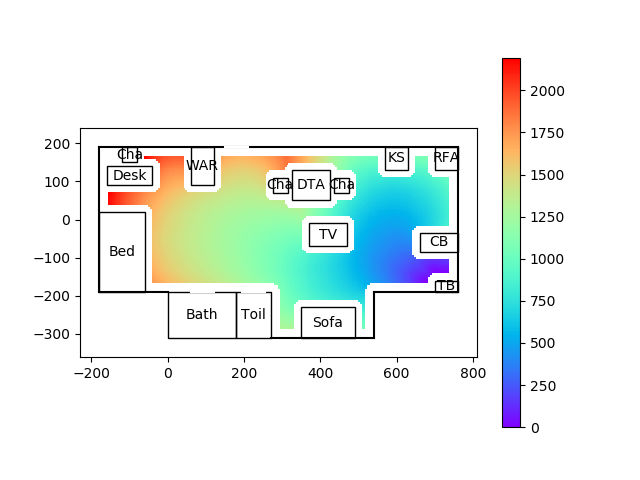 2000
1750
1500
1250
1000
750
500
250
0
200
100
0
−100
−200
−300
−200
0
200
400
600
800
Cha
WAR
KS
RFA
Desk
Cha
DTA
Cha
TV
CB
Bed
TB
Bath
Toil
Sofa